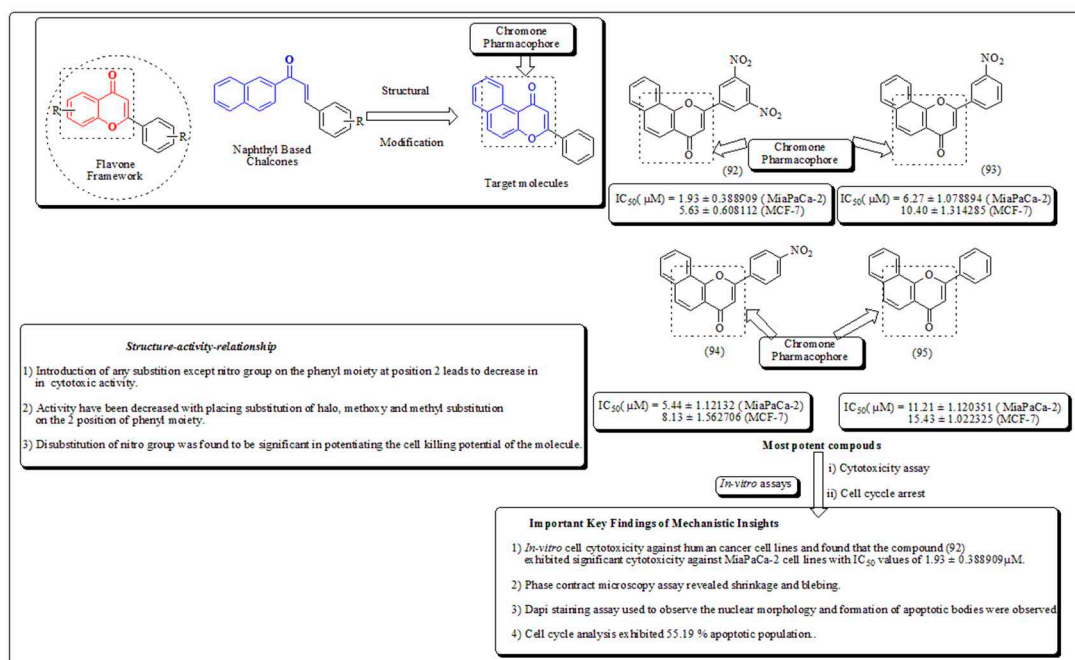 Chromone
Pharmacophore
O
O
R
R
Flavone
Framework
O
R
Naphthyl Based
Chalcones
Structural
Modification
O
O
Target molecules
NO2
NO2
O
O
(92)
NO2
O
O
(93)
Chromone
Pharmacophore
IC50( µM) = 1.93 ± 0.388909 ( MiaPaCa-2)
5.63 ± 0.608112 (MCF-7)
IC50( µM) = 6.27 ± 1.078894 ( MiaPaCa-2)
10.40 ± 1.314285 (MCF-7)
NO2
O
O
(94)
O
O
(95)
Chromone
Pharmacophore
IC50( µM) = 5.44 ± 1.12132 ( MiaPaCa-2)
8.13 ± 1.562706 (MCF-7)
IC50( µM) = 11.21 ± 1.120351 ( MiaPaCa-2)
15.43 ± 1.022325 (MCF-7)
Structure-activity-relationship
1) Introduction of any substition except nitro group on the phenyl moiety at position 2 leads to decrease in
in cytotoxic activity.
2) Activity have been decreased with placing substitution of halo, methoxy and methyl substitution
on the 2 position of phenyl moiety.
3) Disubstitution of nitro group was found to be significant in potentiating the cell killing potential of the molecule.
Most potent compounds
In-vitro assays
i) Cytotoxicity assay
ii) Cell cyccle arrest
Important Key Findings of Mechanistic Insights
1) In-vitro cell cytotoxicity against human cancer cell lines and found that the compound (92)
exhibited significant cytotoxicity against MiaPaCa-2 cell lines with IC50 values of 1.93 ± 0.388909µM.
2) Phase contract microscopy assay revealed shrinkage and blebing.
3) Dapi staining assay used to observe the nuclear morphology and formation of apoptotic bodies were observed.
4) Cell cycle analysis exhibited 55.19 % apoptotic population..